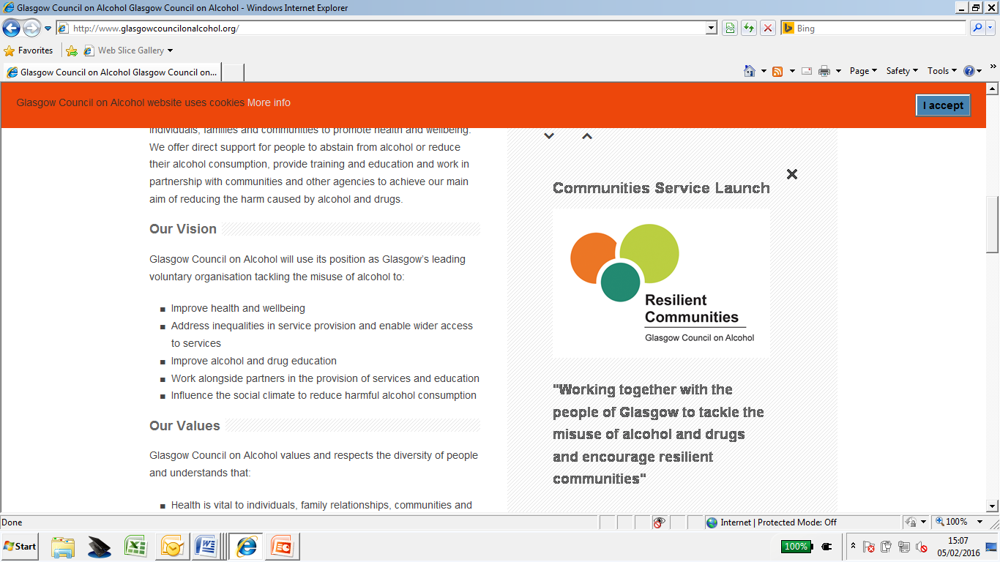 Glasgow Council on Alcohol Glasgow Council on Alcohol - Windows Internet Explorer
http://www.glasgowcouncilonalcohol.org/
Bing
Favorites
Web Slice Gallery
Glasgow Council on Alcohol Glasgow Council on...
Page
Safety
Tools
Glasgow Council on Alcohol website uses cookies More info
I accept
individuals, families and communities to promote health and wellbeing.
We offer direct support for people to abstain from alcohol or reduce
their alcohol consumption, provide training and education and work in
partnership with communities and other agencies to achieve our main
aim of reducing the harm caused by alcohol and drugs.
Our Vision
Glasgow Council on Alcohol will use its position as Glasgow's leading
voluntary organisation tackling the misuse of alcohol to:
Improve health and wellbeing
Address inequalities in service provision and enable wider access
to services
Improve alcohol and drug education
Work alongside partners in the provision of services and education
Influence the social climate to reduce harmful alcohol consumption
Our Values
Glasgow Council on Alcohol values and respects the diversity of people
and understands that:
Health is vital to individuals, family relationships, communities and
Communities Service Launch
Resilient
Communities
Glasgow Council on Alcohol
"Working together with the
people of Glasgow to tackle the
misuse of alcohol and drugs
and encourage resilient
communities"
Done
Internet | Protected Mode: Off
100%
Start
100%
15:07
05/02/2016